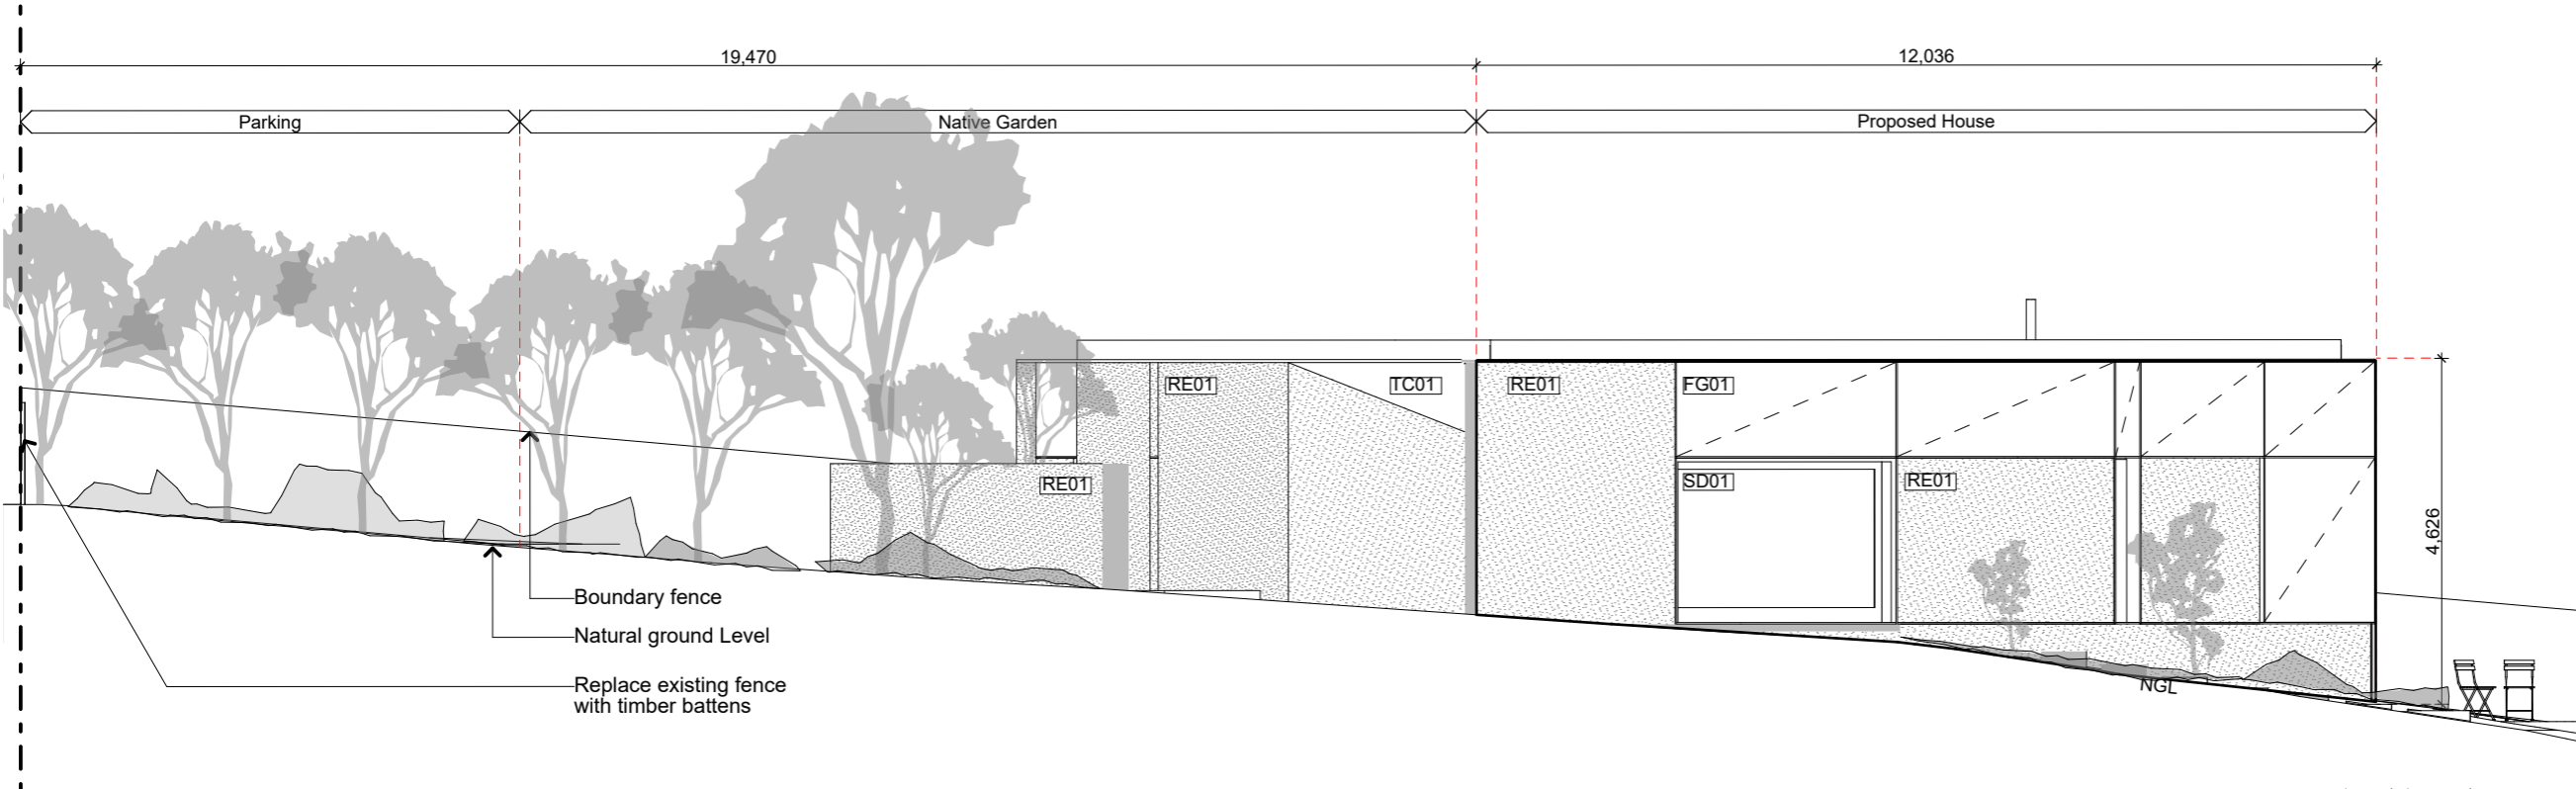 19,470
12,036
Parking
Native Garden
Proposed House
RE01
TC01
RE01
FG01
RE01
SD01
RE01
4,626
Boundary fence
Natural ground Level
Replace existing fence
with timber battens
NGL